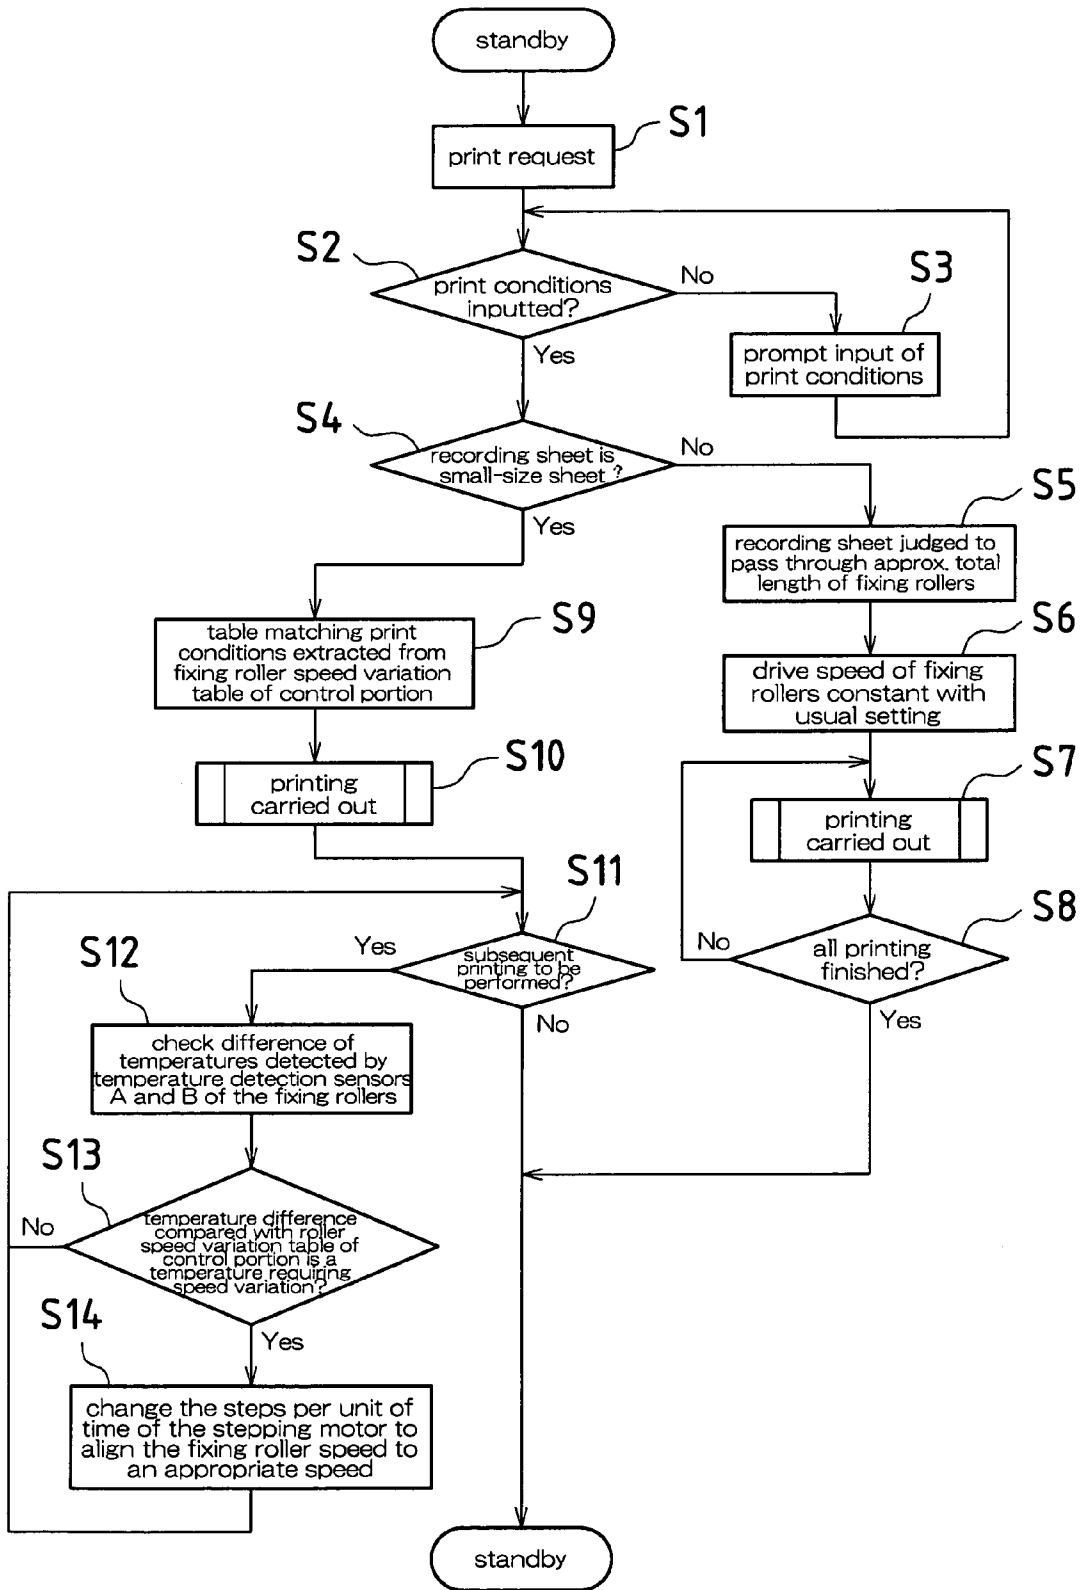 standby
S1
print request
S2
print conditions
inputted?
No
S3
prompt input of
print conditions
Yes
S4
recording sheet is
small-size sheet ?
No
Yes
S5
recording sheet judged to
pass through approx. total
length of fixing rollers
S9
table matching print
conditions extracted from
fixing roller speed variation
table of control portion
S6
drive speed of fixing
rollers constant with
usual setting
S10
printing
carried out
S7
printing
carried out
S11
subsequent
printing to be
performed?
Yes
No
S8
all printing
finished?
No
Yes
S12
check difference of
temperatures detected by
temperature detection sensors
A and B of the fixing rollers
S13
temperature difference
compared with roller
speed variation table of
control portion is a
temperature requiring
speed variation?
No
Yes
S14
change the steps per unit of
time of the stepping motor to
align the fixing roller speed to
an appropriate speed
standby